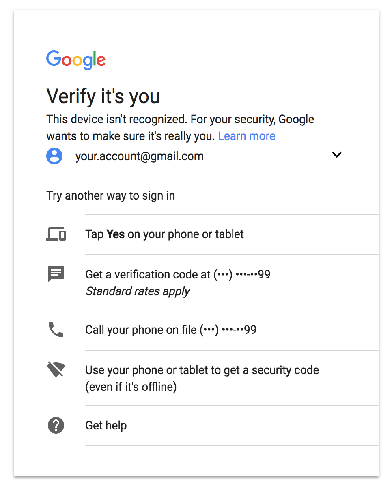 Google
Verify it's you
This device isn't recognized. For your security, Google
wants to make sure it's really you. Learn more
your.account@gmail.com
Try another way to sign in
Tap Yes on your phone or tablet
Get a verification code at (•••) •••-••99
Standard rates apply
Call your phone on file (•••) •••-••99
Use your phone or tablet to get a security code
(even if it's offline)
Get help